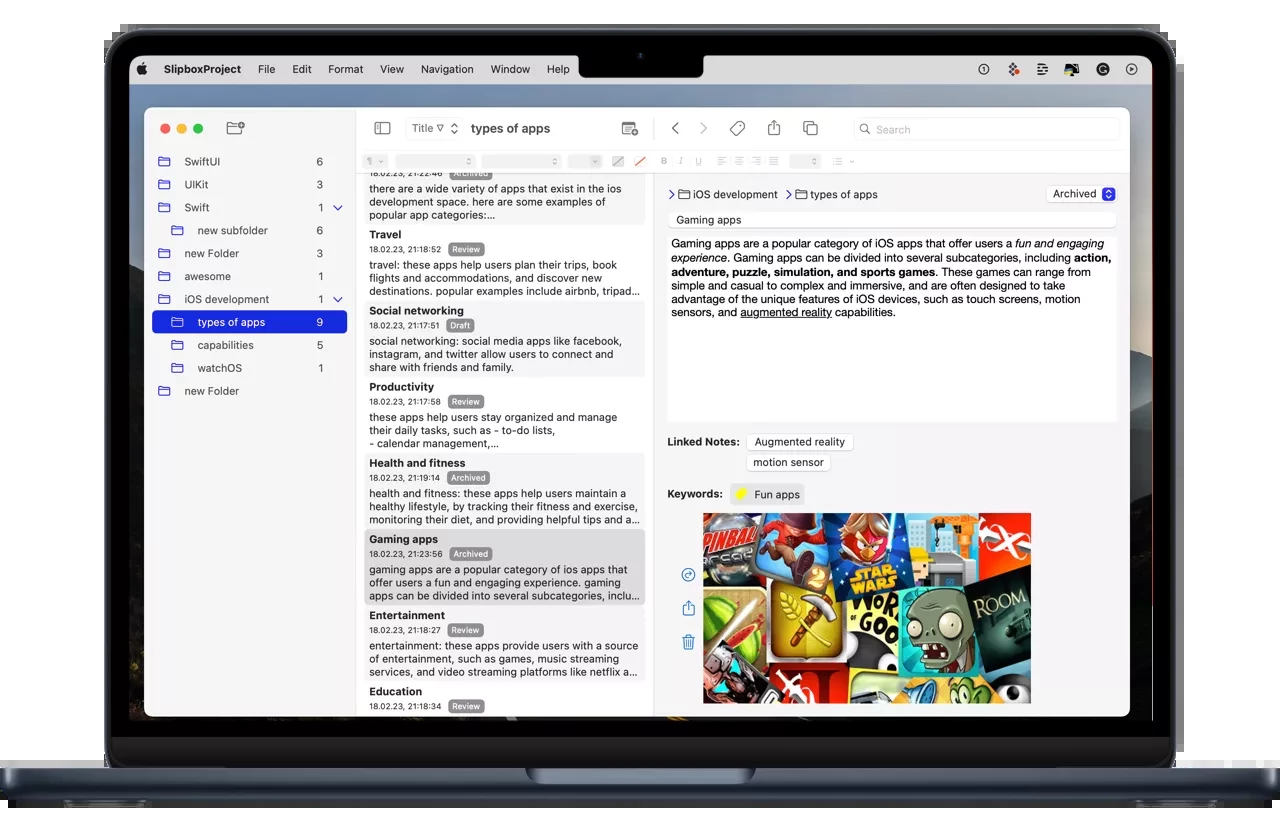 SlipboxProject File Edit Format View Navigation Window Help
SwiftUI 6
UIKit 3
Swift 1
new subfolder 6
new Folder 3
awesome 1
iOS development 1
types of apps 9
capabilities 5
watchOS 1
new Folder
Title types of apps
18.02.23, 21:22:46 Archived
there are a wide variety of apps that exist in the ios
development space. here are some examples of
popular app categories:...
Travel
18.02.23, 21:18:52 Review
travel: these apps help users plan their trips, book
flights and accommodations, and discover new
destinations. popular examples include airbnb, tripad...
Social networking
18.02.23, 21:17:51 Draft
social networking: social media apps like facebook,
instagram, and twitter allow users to connect and
share with friends and family.
Productivity
18.02.23, 21:17:58 Review
these apps help users stay organized and manage
their daily tasks, such as - to-do lists,
- calendar management,...
Health and fitness
18.02.23, 21:19:14 Archived
health and fitness: these apps help users maintain a
healthy lifestyle, by tracking their fitness and exercise,
monitoring their diet, and providing helpful tips and a...
Gaming apps
18.02.23, 21:23:56 Archived
gaming apps are a popular category of ios apps that
offer users a fun and engaging experience. gaming
apps can be divided into several subcategories, inclu...
Entertainment
18.02.23, 21:18:27 Review
entertainment: these apps provide users with a source
of entertainment, such as games, music streaming
services, and video streaming platforms like netflix a...
Education
18.02.23, 21:18:34 Review
Search
B I U
iOS development types of apps Archived
Gaming apps
Gaming apps are a popular category of iOS apps that offer users a fun and engaging
experience. Gaming apps can be divided into several subcategories, including action,
adventure, puzzle, simulation, and sports games. These games can range from
simple and casual to complex and immersive, and are often designed to take
advantage of the unique features of iOS devices, such as touch screens, motion
sensors, and augmented reality capabilities.
Linked Notes: Augmented reality
motion sensor
Keywords: Fun apps
PINBALL
2
STAR
WARS
WORLD
of GOO
ROOM